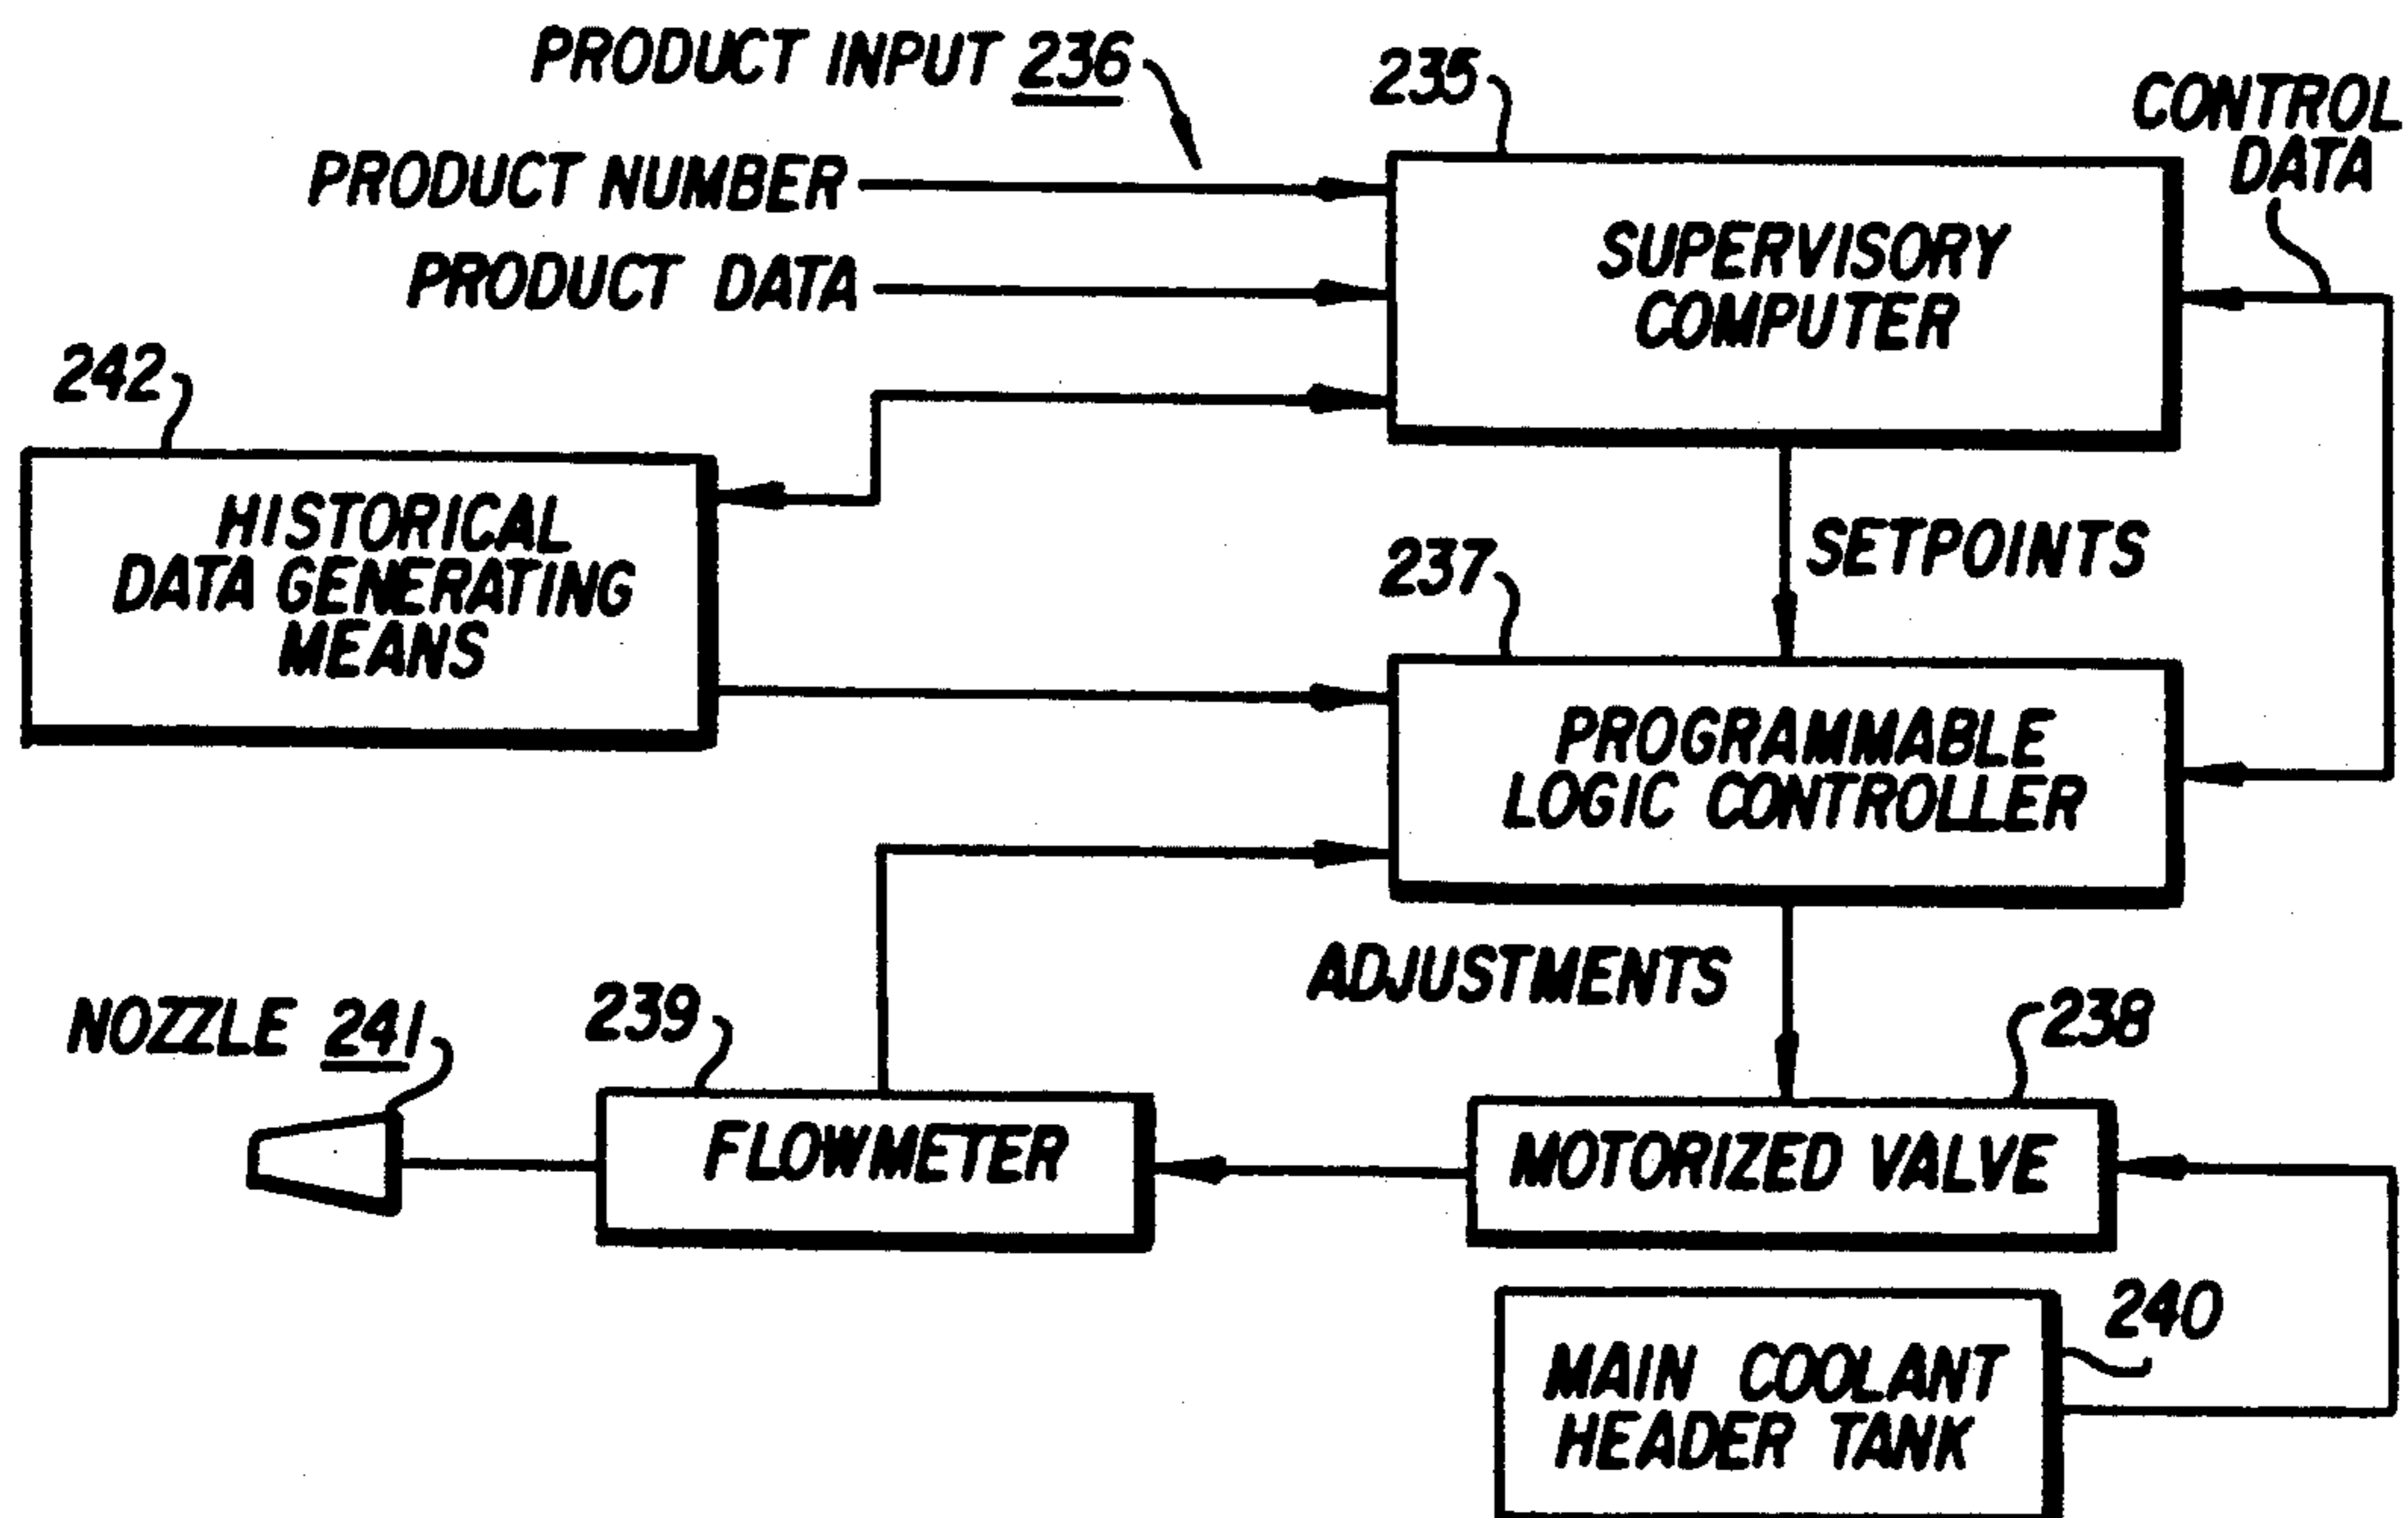 PRODUCT INPUT 236
235
CONTROL
DATA
PRODUCT NUMBER
PRODUCT DATA
SUPERVISORY
COMPUTER
242
HISTORICAL
DATA GENERATING
MEANS
SETPOINTS
237
PROGRAMMABLE
LOGIC CONTROLLER
ADJUSTMENTS
NOZZLE 241
239
238
FLOWMETER
MOTORIZED VALVE
240
MAIN COOLANT
HEADER TANK